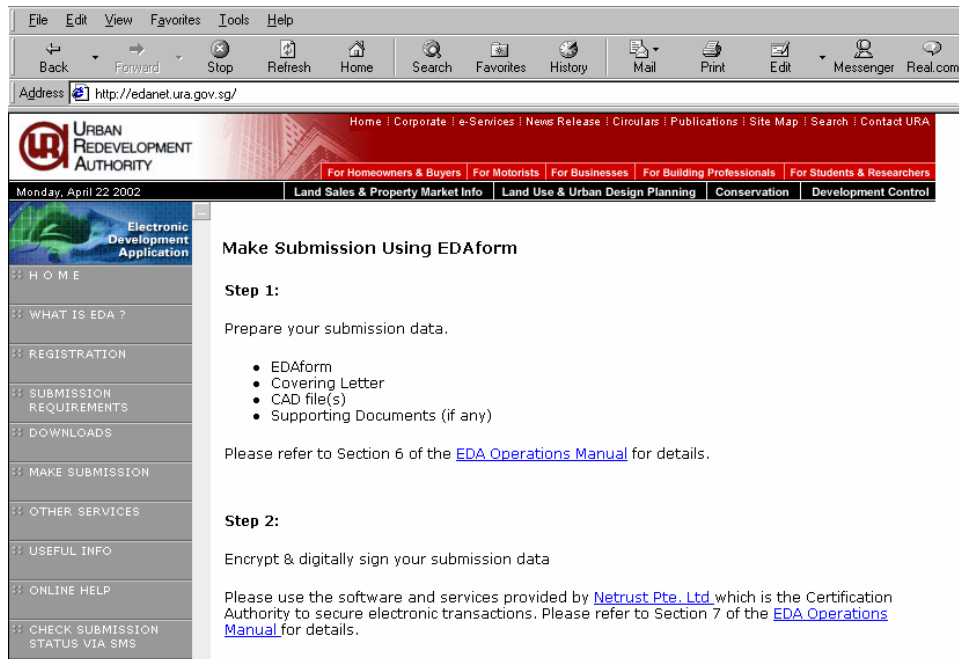 File Edit View Favorites Tools Help
Back Forward Stop Refresh Home Search Favorites History Mail Print Edit Messenger Real.com
Address http://edanet.ura.gov.sg/
URBAN
REDEVELOPMENT
AUTHORITY
Home Corporate e-Services News Release Circulars Publications Site Map Search Contact URA
For Homeowners & Buyers For Motorists For Businesses For Building Professionals For Students & Researchers
Monday, April 22 2002 Land Sales & Property Market Info Land Use & Urban Design Planning Conservation Development Control
Electronic
Development
Application
HOME
WHAT IS EDA ?
REGISTRATION
SUBMISSION
REQUIREMENTS
DOWNLOADS
MAKE SUBMISSION
OTHER SERVICES
USEFUL INFO
ONLINE HELP
CHECK SUBMISSION
STATUS VIA SMS
Make Submission Using EDAform
Step 1:
Prepare your submission data.
• EDAform
• Covering Letter
• CAD file(s)
• Supporting Documents (if any)
Please refer to Section 6 of the EDA Operations Manual for details.
Step 2:
Encrypt & digitally sign your submission data
Please use the software and services provided by Netrust Pte. Ltd which is the Certification
Authority to secure electronic transactions. Please refer to Section 7 of the EDA Operations
Manual for details.